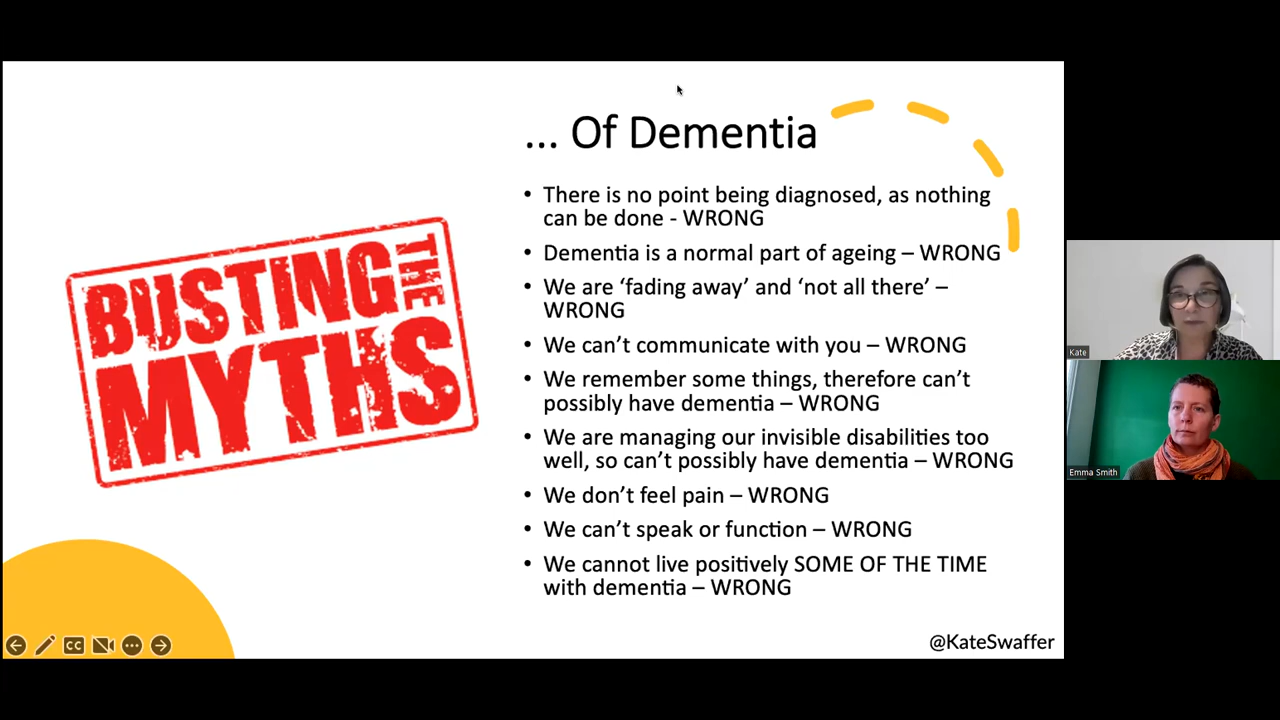 BUSTING THE
MYTHS
... Of Dementia
• There is no point being diagnosed, as nothing
can be done - WRONG
• Dementia is a normal part of ageing – WRONG
• We are ‘fading away’ and ‘not all there’ –
WRONG
• We can’t communicate with you – WRONG
• We remember some things, therefore can’t
possibly have dementia – WRONG
• We are managing our invisible disabilities too
well, so can’t possibly have dementia – WRONG
• We don’t feel pain – WRONG
• We can’t speak or function – WRONG
• We cannot live positively SOME OF THE TIME
with dementia – WRONG
CC
@KateSwaffer
Kate
Emma Smith